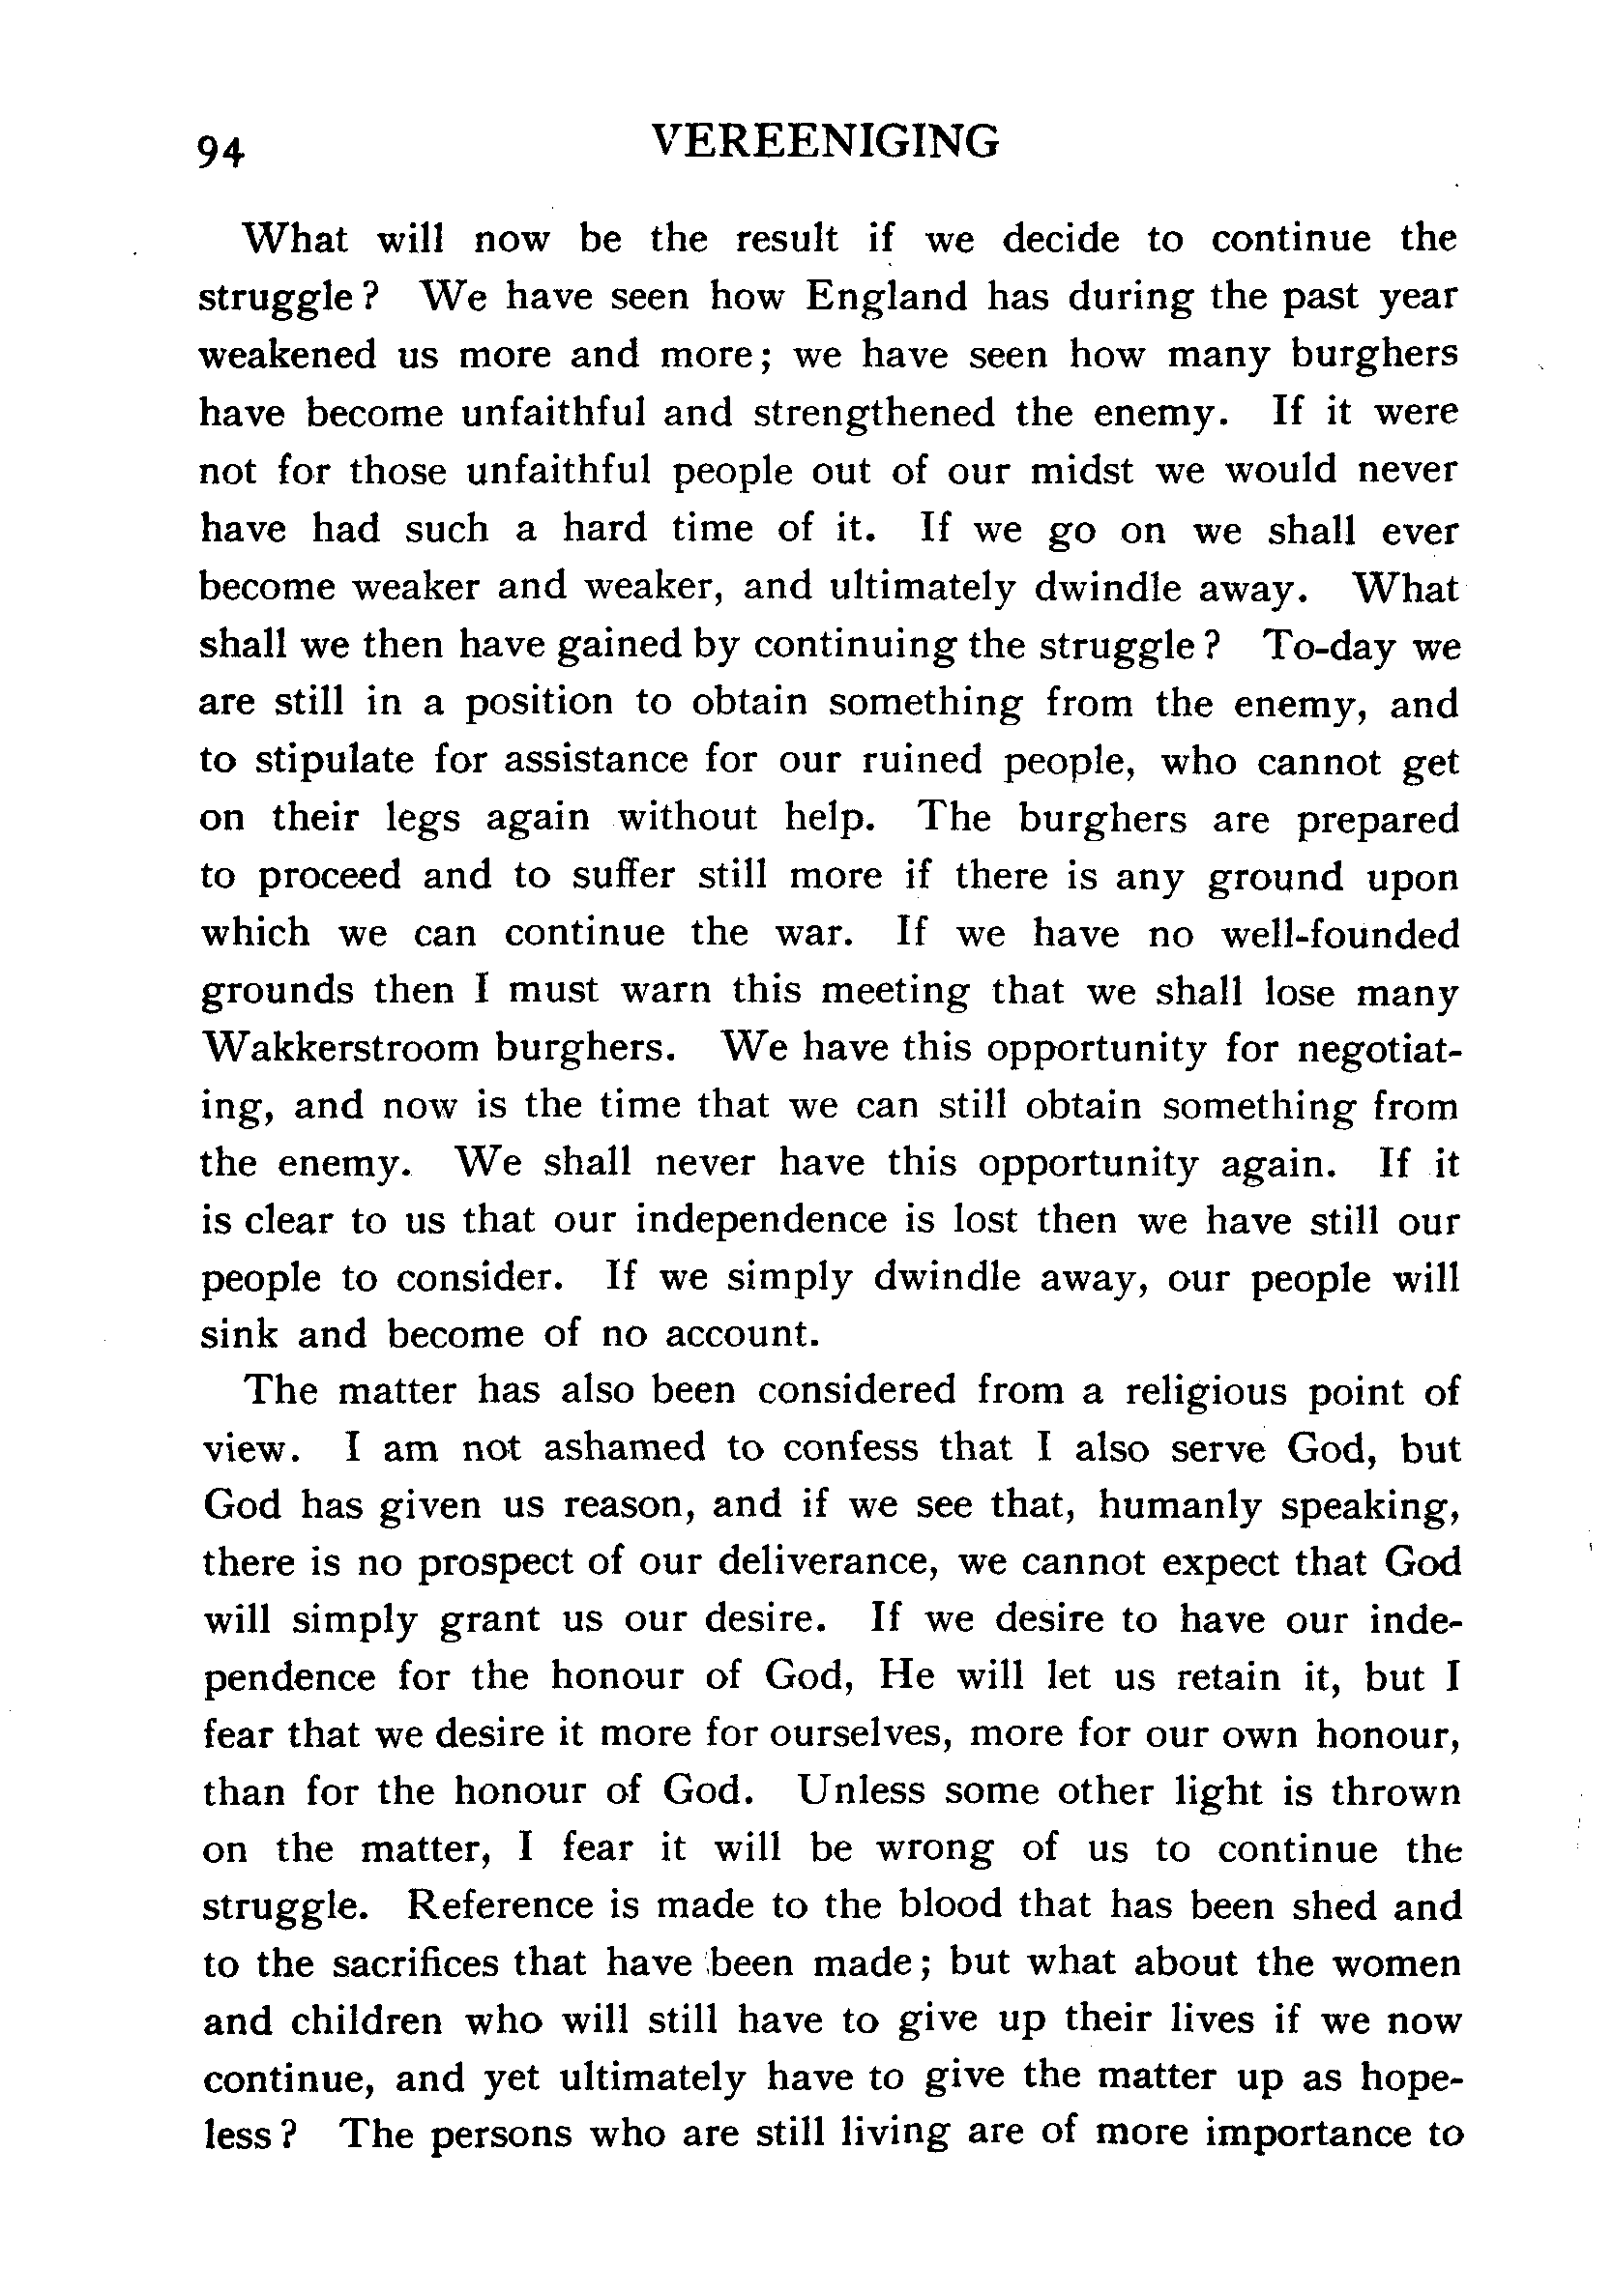 94 VEREENIGING
What will now be the result if we decide to continue the
struggle? We have seen how England has during the past year
weakened us more and more; we have seen how many burghers
have become unfaithful and strengthened the enemy. If it were
not for those unfaithful people out of our midst we would never
have had such a hard time of it. If we go on we shall ever
become weaker and weaker, and ultimately dwindle away. What
shall we then have gained by continuing the struggle? To-day we
are still in a position to obtain something from the enemy, and
to stipulate for assistance for our ruined people, who cannot get
on their legs again without help. The burghers are prepared
to proceed and to suffer still more if there is any ground upon
which we can continue the war. If we have no well-founded
grounds then I must warn this meeting that we shall lose many
Wakkerstroom burghers. We have this opportunity for negotiat-
ing, and now is the time that we can still obtain something from
the enemy. We shall never have this opportunity again. If it
is clear to us that our independence is lost then we have still our
people to consider. If we simply dwindle away, our people will
sink and become of no account.
The matter has also been considered from a religious point of
view. I am not ashamed to confess that I also serve God, but
God has given us reason, and if we see that, humanly speaking,
there is no prospect of our deliverance, we cannot expect that God
will simply grant us our desire. If we desire to have our inde-
pendence for the honour of God, He will let us retain it, but I
fear that we desire it more for ourselves, more for our own honour,
than for the honour of God. Unless some other light is thrown
on the matter, I fear it will be wrong of us to continue the
struggle. Reference is made to the blood that has been shed and
to the sacrifices that have been made; but what about the women
and children who will still have to give up their lives if we now
continue, and yet ultimately have to give the matter up as hope-
less? The persons who are still living are of more importance to